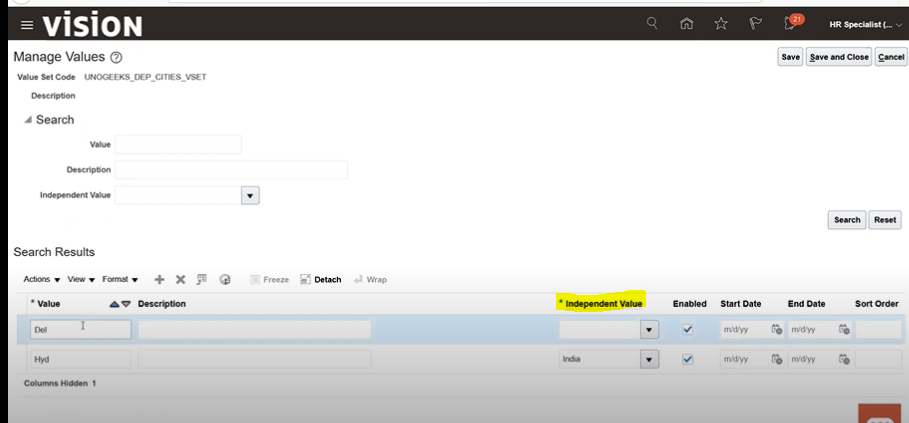 VISION
21
HR Specialist (...
Manage Values
Save Save and Close Cancel
Value Set Code UNOGEEKS_DEP_CITIES_VSET
Description
Search
Value
Description
Independent Value
Search Reset
Search Results
Actions View Format Freeze Detach Wrap
* Value Description * Independent Value Enabled Start Date End Date Sort Order
Del m/d/yy m/d/yy
Hyd India m/d/yy m/d/yy
Columns Hidden 1